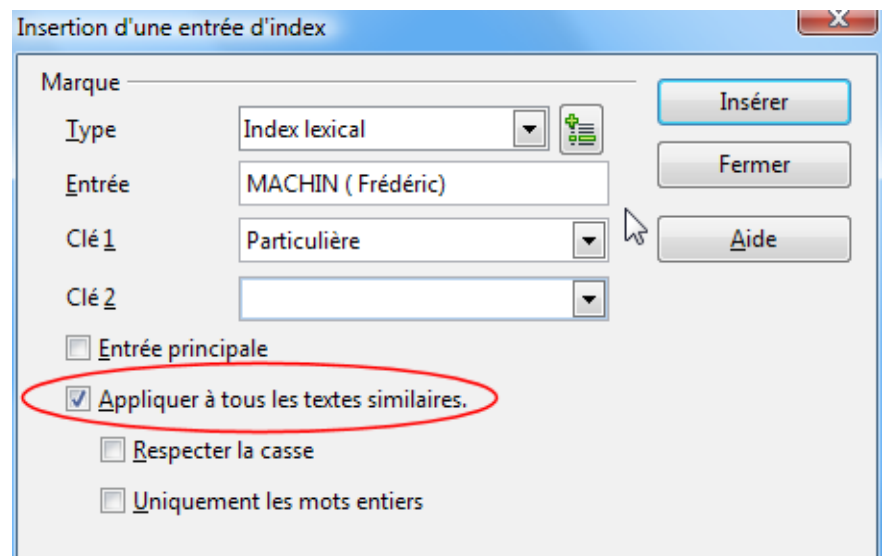 Insertion d'une entrée d'index
Marque
Type Index lexical
Insérer
Entrée MACHIN ( Frédéric)
Fermer
Clé 1 Particulière
Aide
Clé 2
Entrée principale
Appliquer à tous les textes similaires.
Respecter la casse
Uniquement les mots entiers